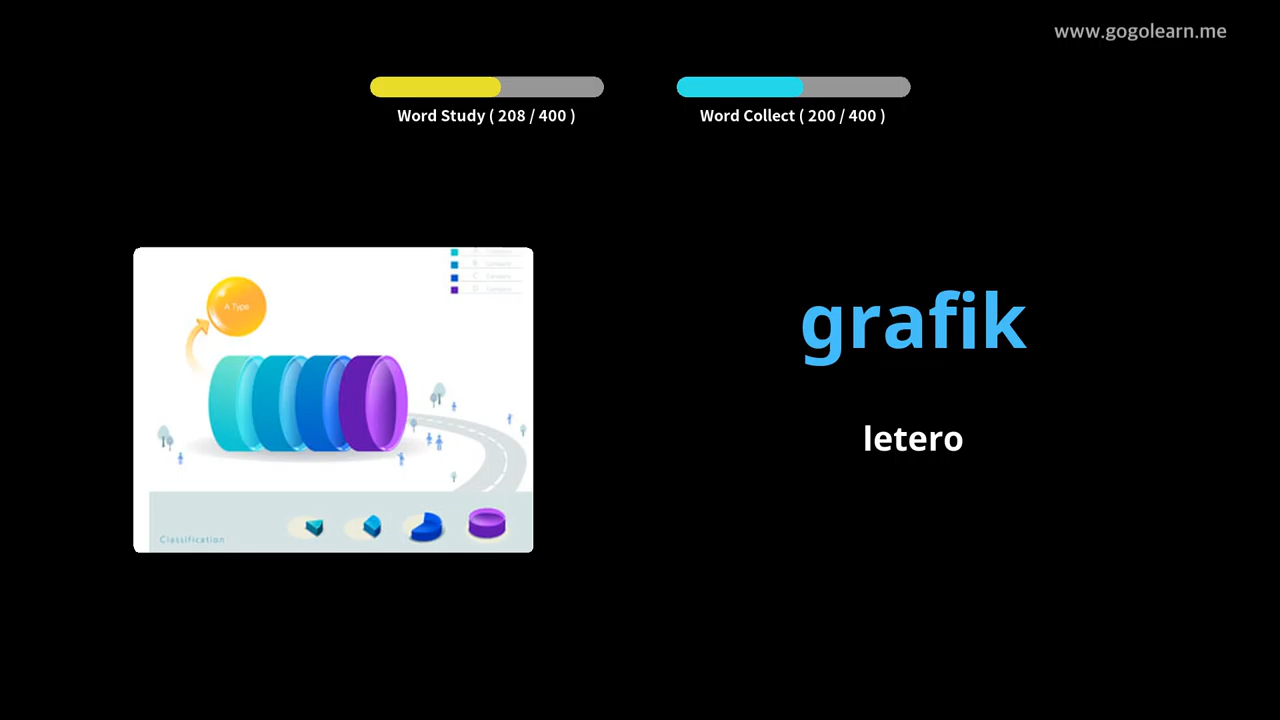 www.gogolearn.me
Word Study ( 208 / 400 )
Word Collect ( 200 / 400 )
A Type
B
C
D
grafik
letero
Classification